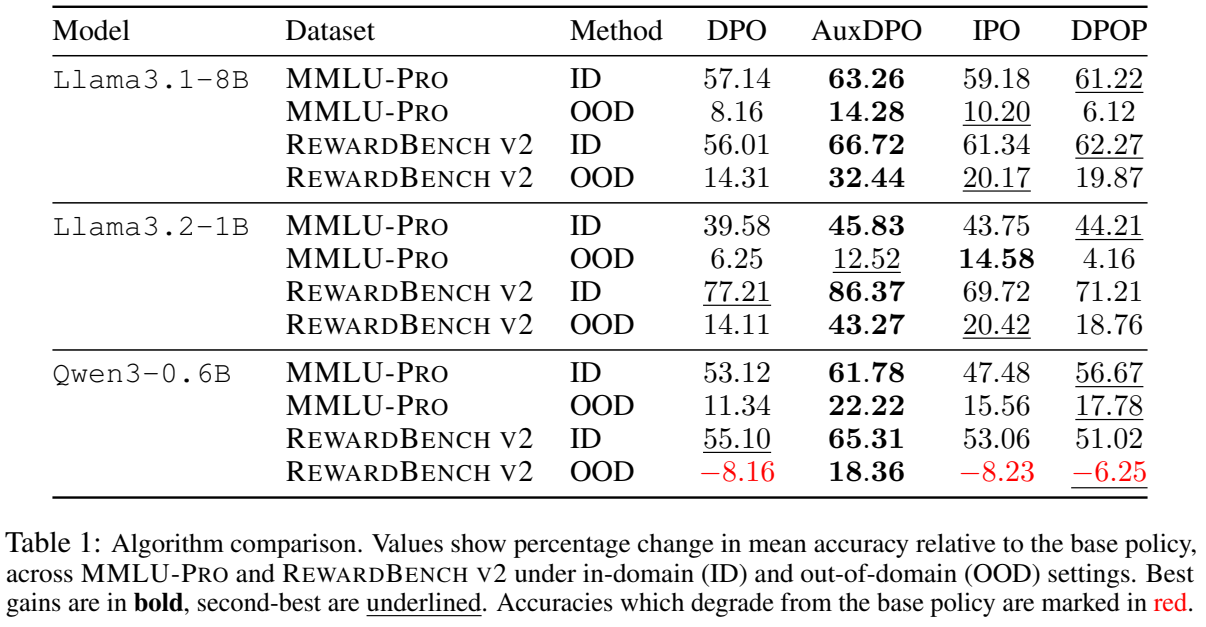 Model Dataset Method DPO AuxDPO IPO DPOP
Llama3.1-8B MMLU-PRO ID 57.14 63.26 59.18 61.22
MMLU-PRO OOD 8.16 14.28 10.20 6.12
REWARDBENCH V2 ID 56.01 66.72 61.34 62.27
REWARDBENCH V2 OOD 14.31 32.44 20.17 19.87
Llama3.2-1B MMLU-PRO ID 39.58 45.83 43.75 44.21
MMLU-PRO OOD 6.25 12.52 14.58 4.16
REWARDBENCH V2 ID 77.21 86.37 69.72 71.21
REWARDBENCH V2 OOD 14.11 43.27 20.42 18.76
Qwen3-0.6B MMLU-PRO ID 53.12 61.78 47.48 56.67
MMLU-PRO OOD 11.34 22.22 15.56 17.78
REWARDBENCH V2 ID 55.10 65.31 53.06 51.02
REWARDBENCH V2 OOD −8.16 18.36 −8.23 −6.25
Table 1: Algorithm comparison. Values show percentage change in mean accuracy relative to the base policy,
across MMLU-PRO and REWARDBENCH V2 under in-domain (ID) and out-of-domain (OOD) settings. Best
gains are in bold, second-best are underlined. Accuracies which degrade from the base policy are marked in red.